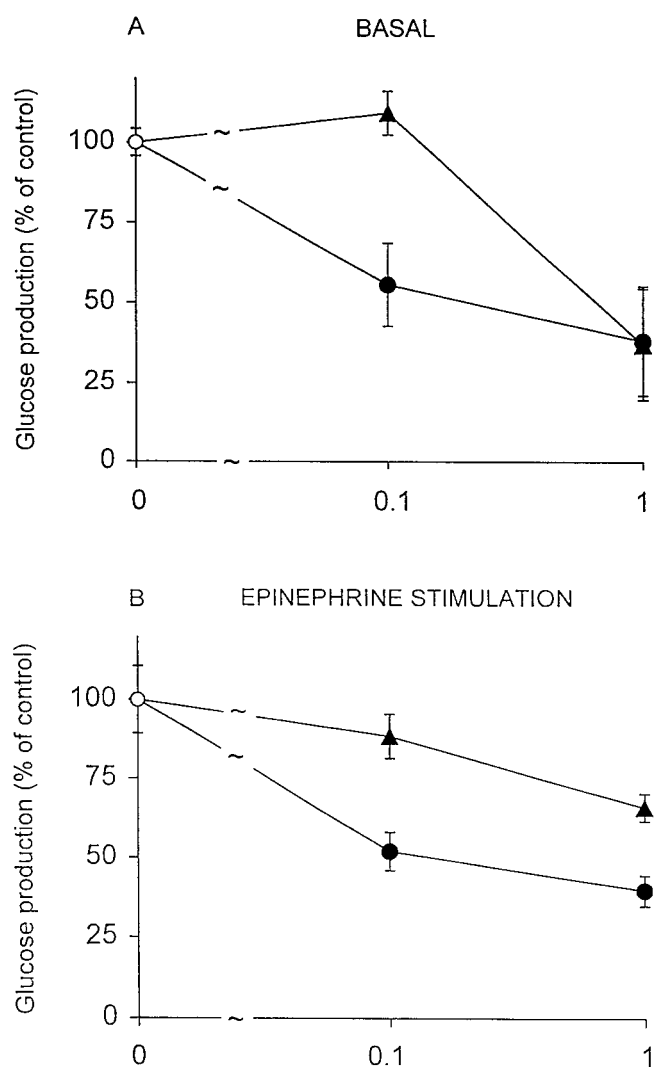 A BASAL
Glucose production (% of control)
100
75
50
25
0
0 0.1 1
B EPINEPHRINE STIMULATION
Glucose production (% of control)
100
75
50
25
0
0 0.1 1